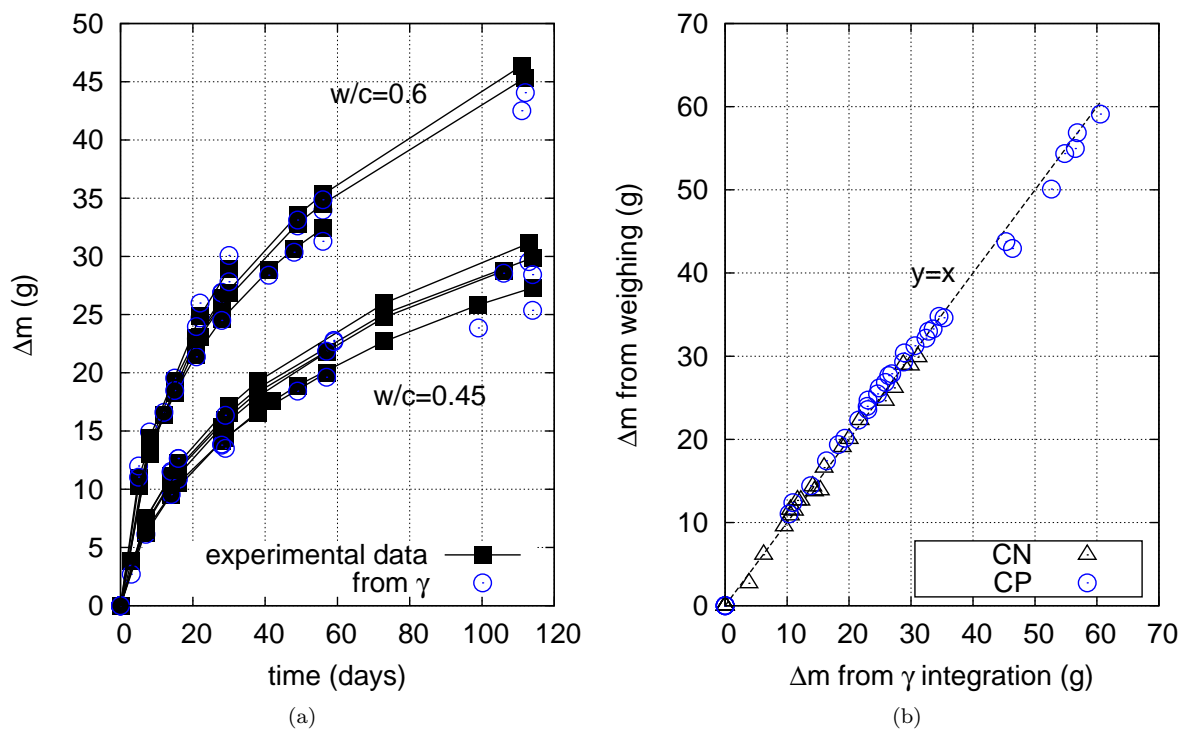 50
45
40
35
30
25
20
15
10
5
0
0 20 40 60 80 100 120
Δm (g)
time (days)
w/c=0.6
w/c=0.45
experimental data
from γ
(a)
70
60
50
40
30
20
10
0
0 10 20 30 40 50 60 70
Δm from weighing (g)
Δm from γ integration (g)
y=x
CN
CP
(b)